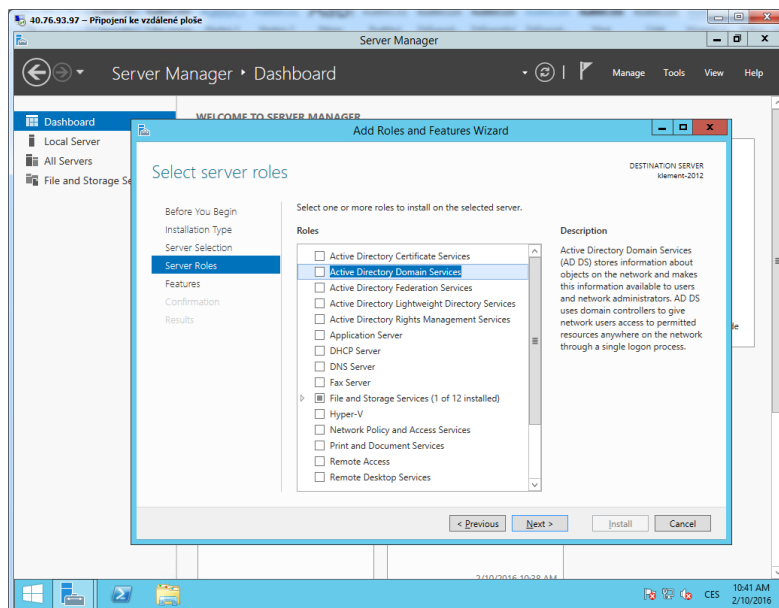 40.76.93.97 – Připojení ke vzdálené ploše
Server Manager
Server Manager • Dashboard
Manage Tools View Help
Dashboard
Local Server
All Servers
File and Storage Se
WELCOME TO SERVER MANAGER
Add Roles and Features Wizard
Select server roles
DESTINATION SERVER
klement-2012
Before You Begin
Installation Type
Server Selection
Server Roles
Features
Confirmation
Results
Select one or more roles to install on the selected server.
Roles
Active Directory Certificate Services
Active Directory Domain Services
Active Directory Federation Services
Active Directory Lightweight Directory Services
Active Directory Rights Management Services
Application Server
DHCP Server
DNS Server
Fax Server
File and Storage Services (1 of 12 installed)
Hyper-V
Network Policy and Access Services
Print and Document Services
Remote Access
Remote Desktop Services
Description
Active Directory Domain Services
(AD DS) stores information about
objects on the network and makes
this information available to users
and network administrators. AD DS
uses domain controllers to give
network users access to permitted
resources anywhere on the network
through a single logon process.
< Previous Next > Install Cancel
2/10/2016 10:38 AM
CES
10:41 AM
2/10/2016